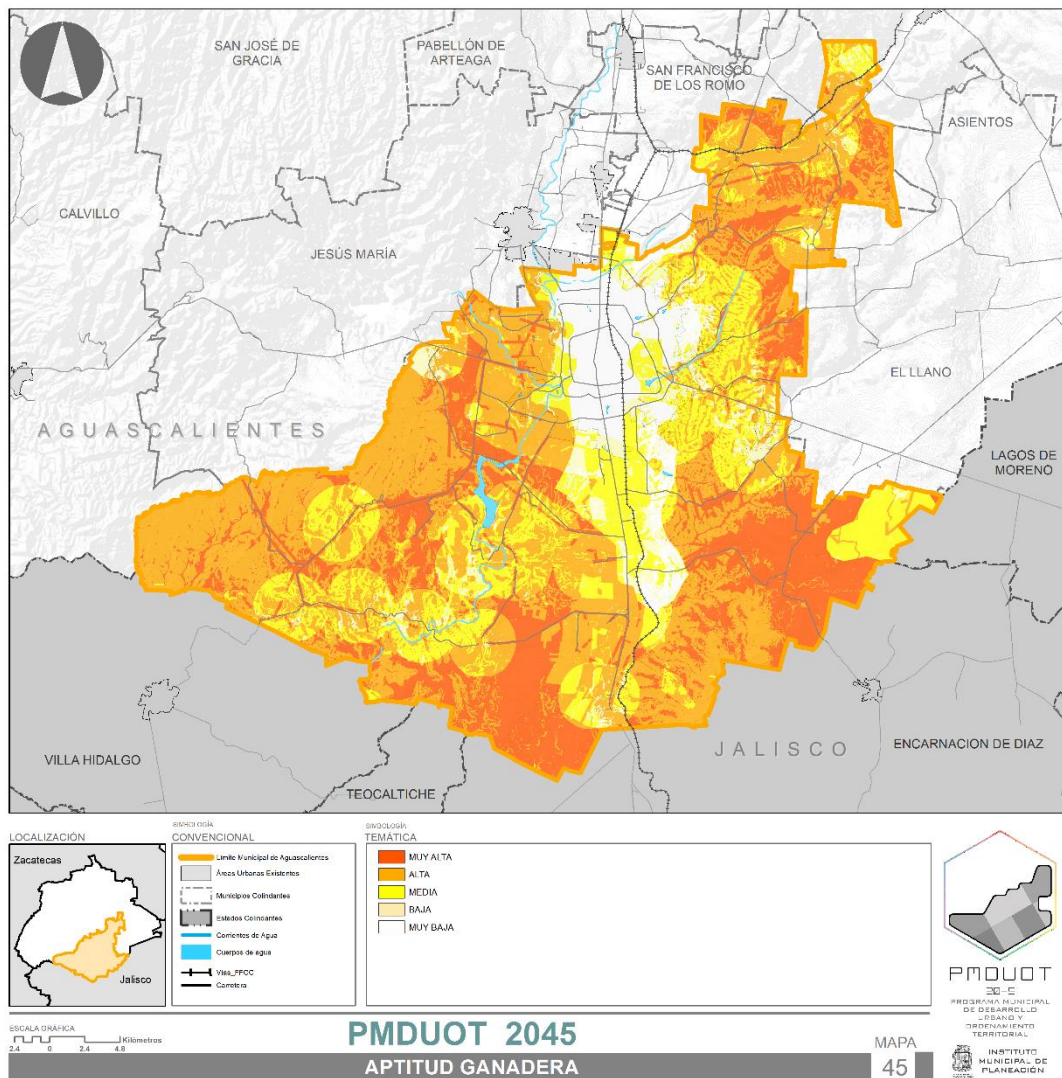 SAN JOSÉ DE
GRACIA
PABELLÓN DE
ARTEAGA
SAN FRANCISCO
DE LOS ROMO
ASIENTOS
CALVILLO
JESÚS MARÍA
EL LLANO
AGUASCALIENTES
LAGOS DE
MORENO
JALISCO
ENCARNACION DE DIAZ
VILLA HIDALGO
TEOCALTICHE
LOCALIZACIÓN
Zacatecas
Jalisco
SIMBOLOGÍA
CONVENCIONAL
Límite Municipal de Aguascalientes
Áreas Urbanas Existentes
Municipios Colindantes
Estados Colindantes
Corrientes de Agua
Cuerpos de agua
Vías_FFCC
Carretera
SIMBOLOGÍA
TEMÁTICA
MUY ALTA
ALTA
MEDIA
BAJA
MUY BAJA
PMDUOT
PROGRAMA MUNICIPAL
DE DESARROLLO
URBANO Y
ORDENAMIENTO
TERRITORIAL
INSTITUTO
MUNICIPAL DE
PLANEACIÓN
ESCALA GRÁFICA
Kilómetros
2.4 0 2.4 4.8
PMDUOT 2045
APTITUD GANADERA
MAPA
45